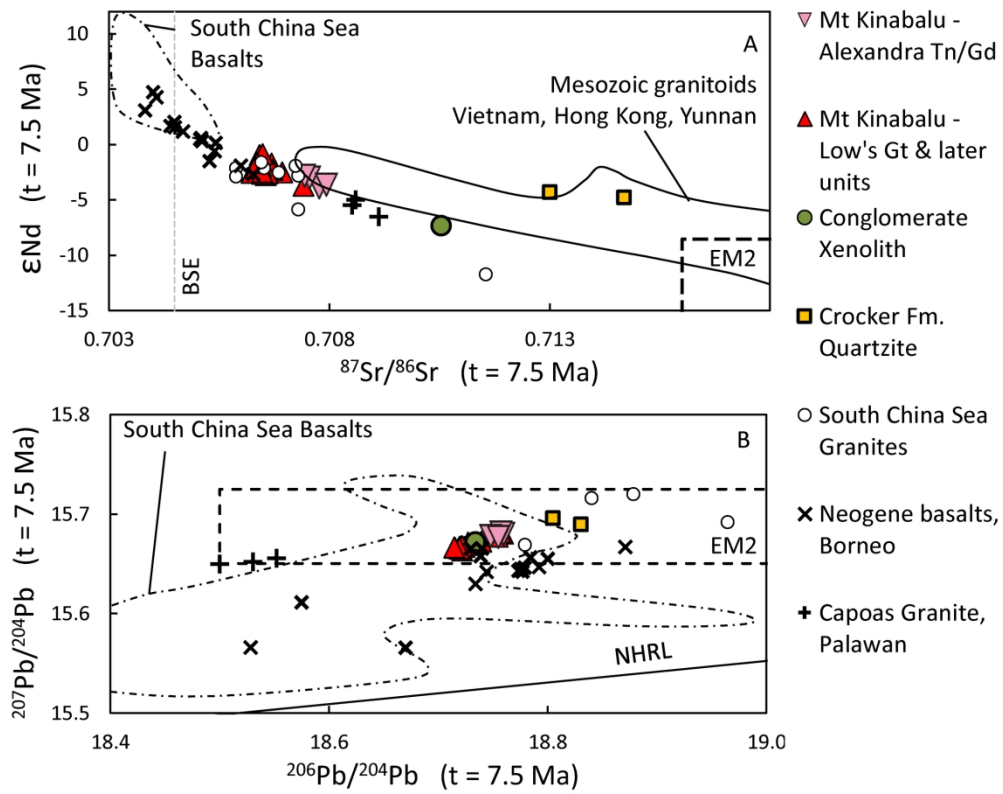 10
5
0
-5
-10
-15
εNd (t = 7.5 Ma)
South China Sea
Basalts
A
Mesozoic granitoids
Vietnam, Hong Kong, Yunnan
BSE
EM2
0.703
0.708
0.713
⁸⁷Sr/⁸⁶Sr (t = 7.5 Ma)
15.8
15.7
15.6
15.5
²⁰⁷Pb/²⁰⁴Pb (t = 7.5 Ma)
South China Sea Basalts
B
EM2
NHRL
18.4
18.6
18.8
19.0
²⁰⁶Pb/²⁰⁴Pb (t = 7.5 Ma)
Mt Kinabalu -
Alexandra Tn/Gd
Mt Kinabalu -
Low's Gt & later
units
Conglomerate
Xenolith
Crocker Fm.
Quartzite
South China Sea
Granites
Neogene basalts,
Borneo
Capoas Granite,
Palawan